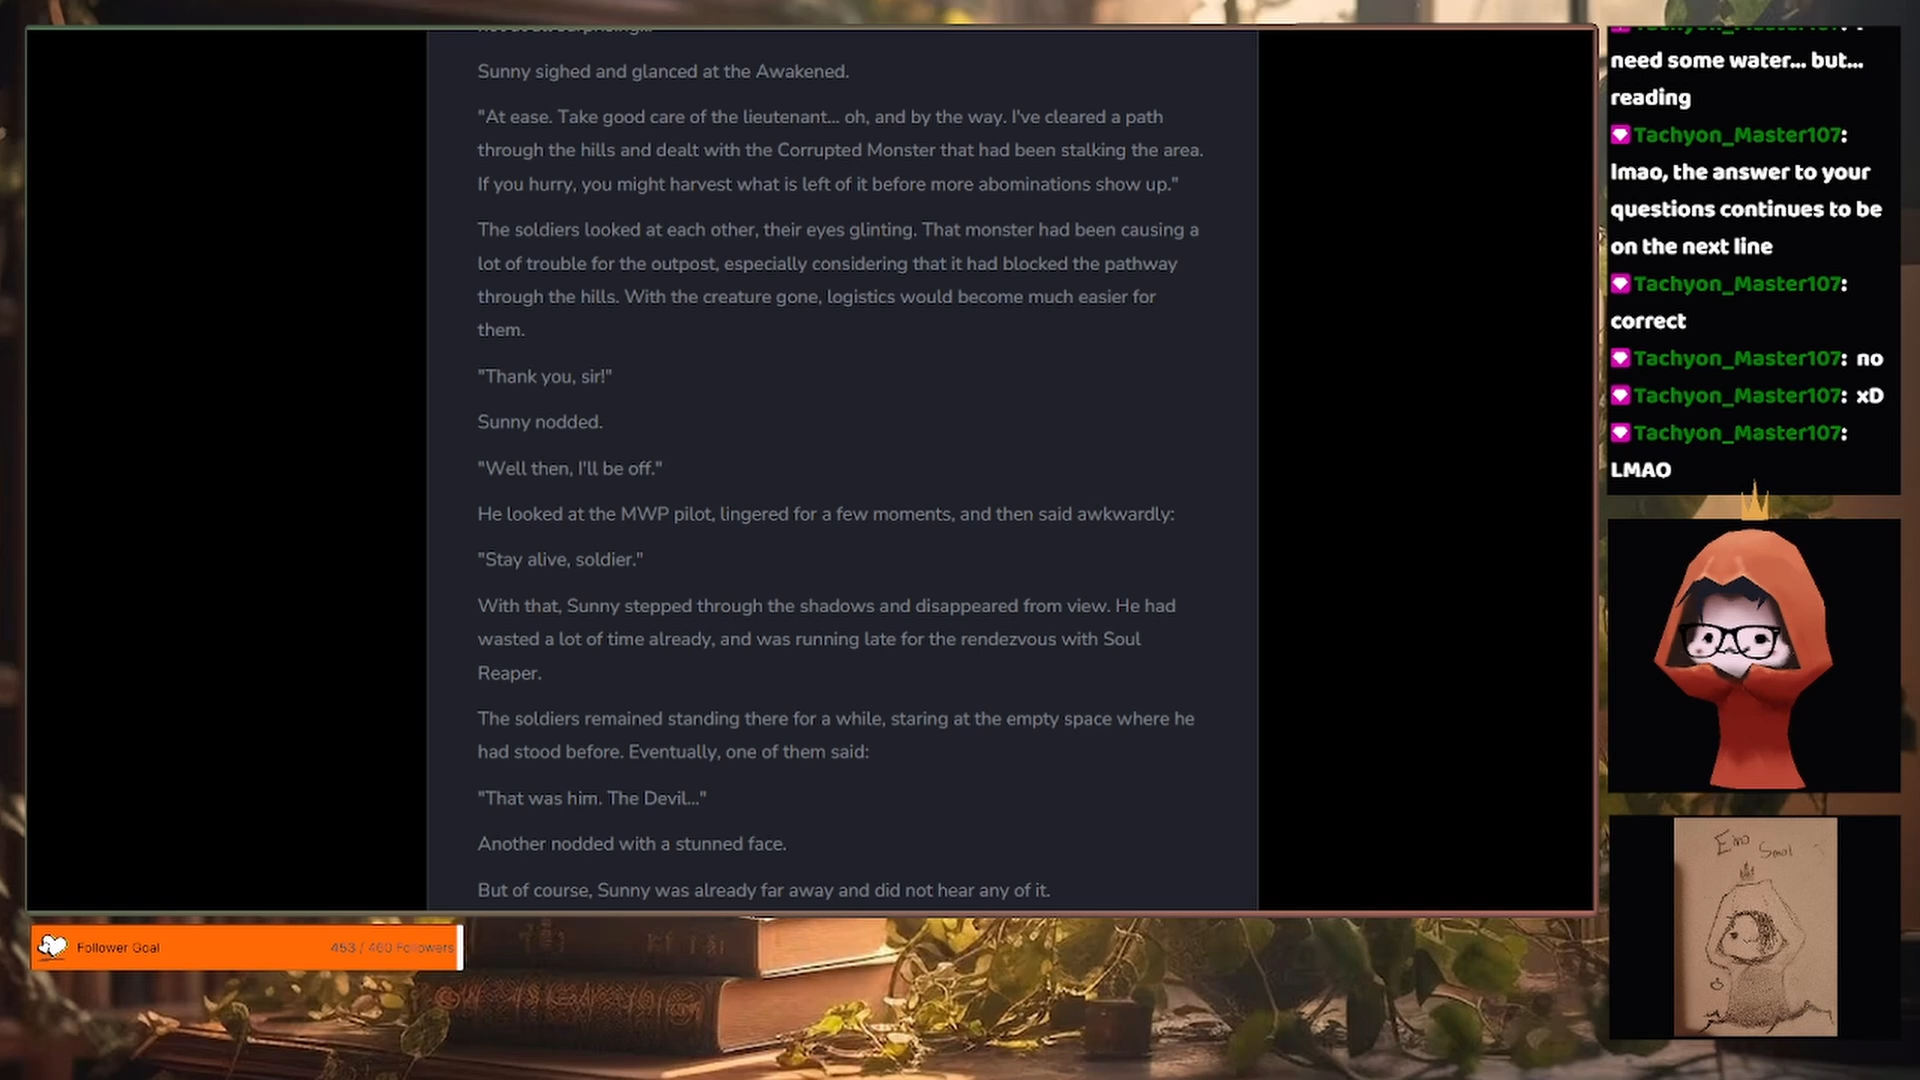 Sunny sighed and glanced at the Awakened.
"At ease. Take good care of the lieutenant... oh, and by the way. I've cleared a path
through the hills and dealt with the Corrupted Monster that had been stalking the area.
If you hurry, you might harvest what is left of it before more abominations show up."
The soldiers looked at each other, their eyes glinting. That monster had been causing a
lot of trouble for the outpost, especially considering that it had blocked the pathway
through the hills. With the creature gone, logistics would become much easier for
them.
"Thank you, sir!"
Sunny nodded.
"Well then, I'll be off."
He looked at the MWP pilot, lingered for a few moments, and then said awkwardly:
"Stay alive, soldier."
With that, Sunny stepped through the shadows and disappeared from view. He had
wasted a lot of time already, and was running late for the rendezvous with Soul
Reaper.
The soldiers remained standing there for a while, staring at the empty space where he
had stood before. Eventually, one of them said:
"That was him. The Devil..."
Another nodded with a stunned face.
But of course, Sunny was already far away and did not hear any of it.
need some water... but...
reading
Tachyon_Master107:
lmao, the answer to your
questions continues to be
on the next line
Tachyon_Master107:
correct
Tachyon_Master107: no
Tachyon_Master107: xD
Tachyon_Master107:
LMAO
Emo Smol
Follower Goal 453 / 460 Followers